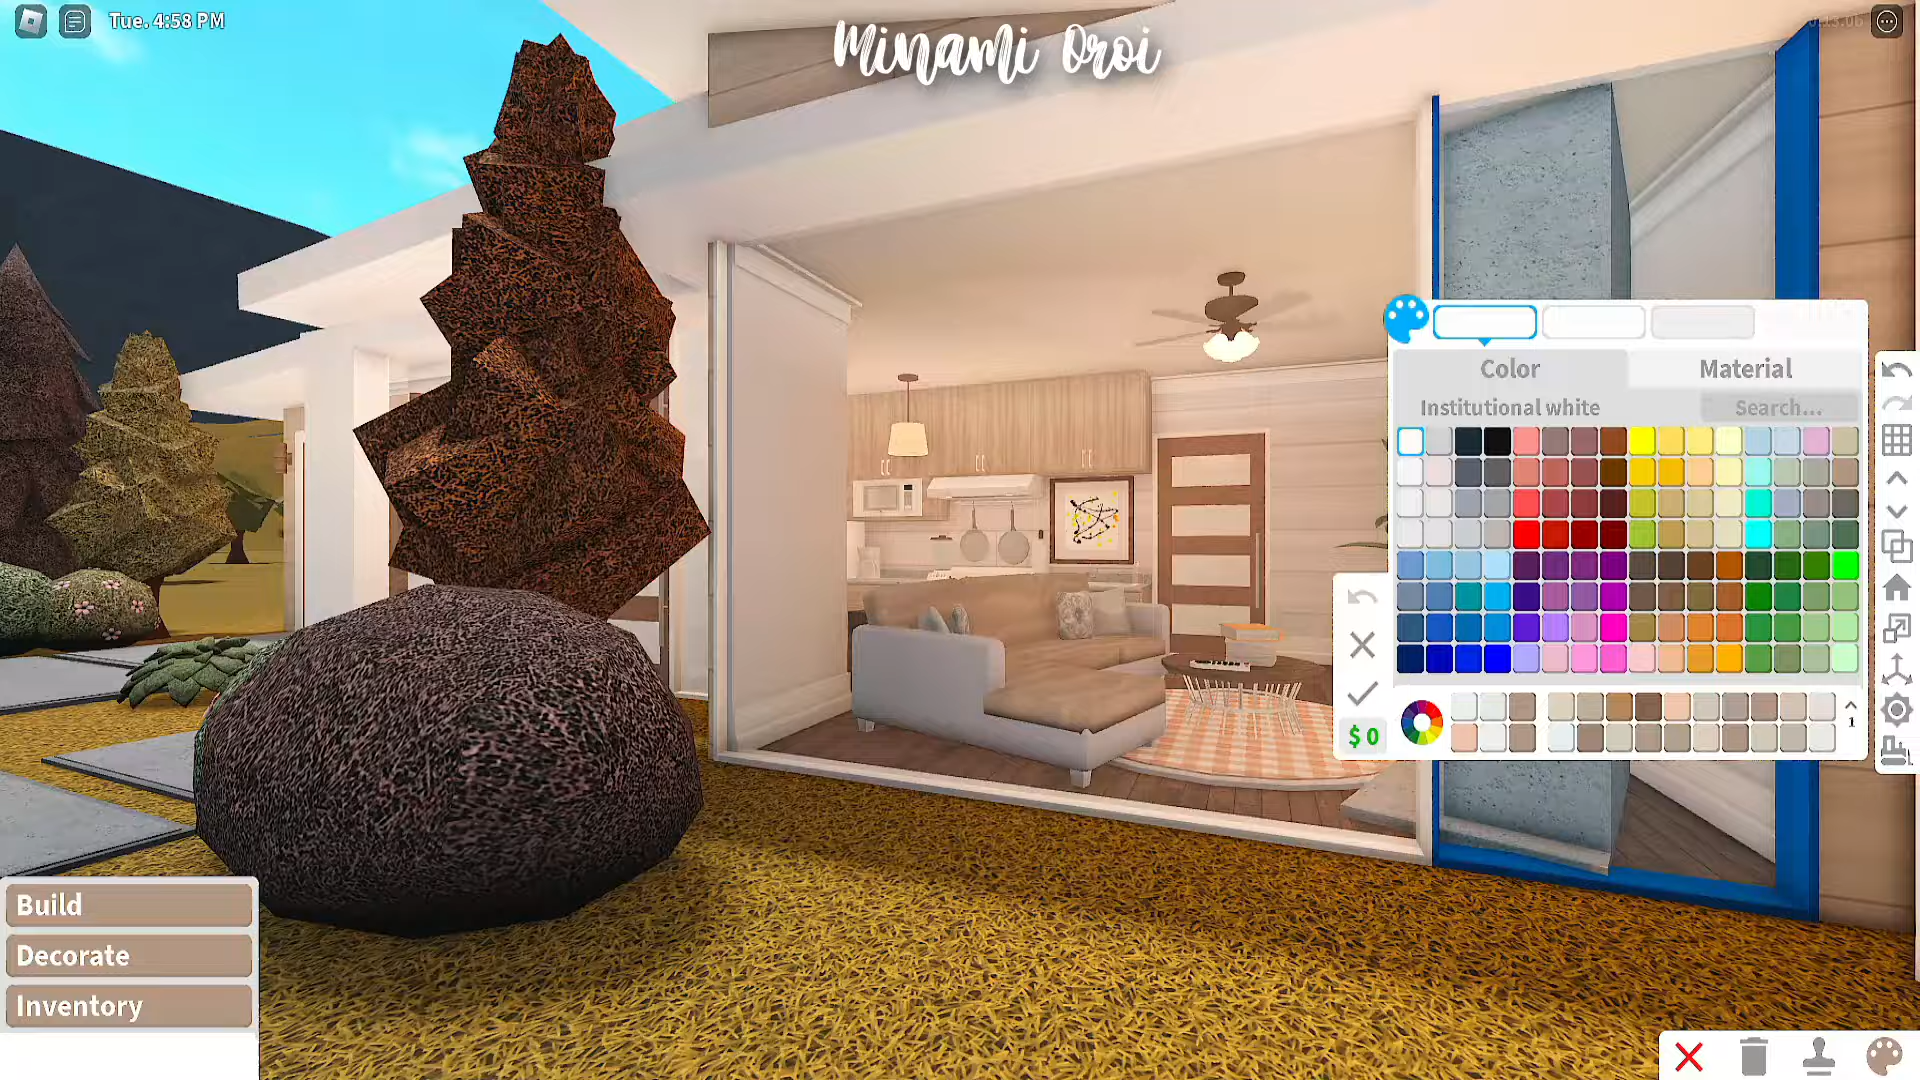 Tue. 4:58 PM
Minami Oroi
Color
Material
Institutional white
Search...
1
$ 0
Build
Decorate
Inventory